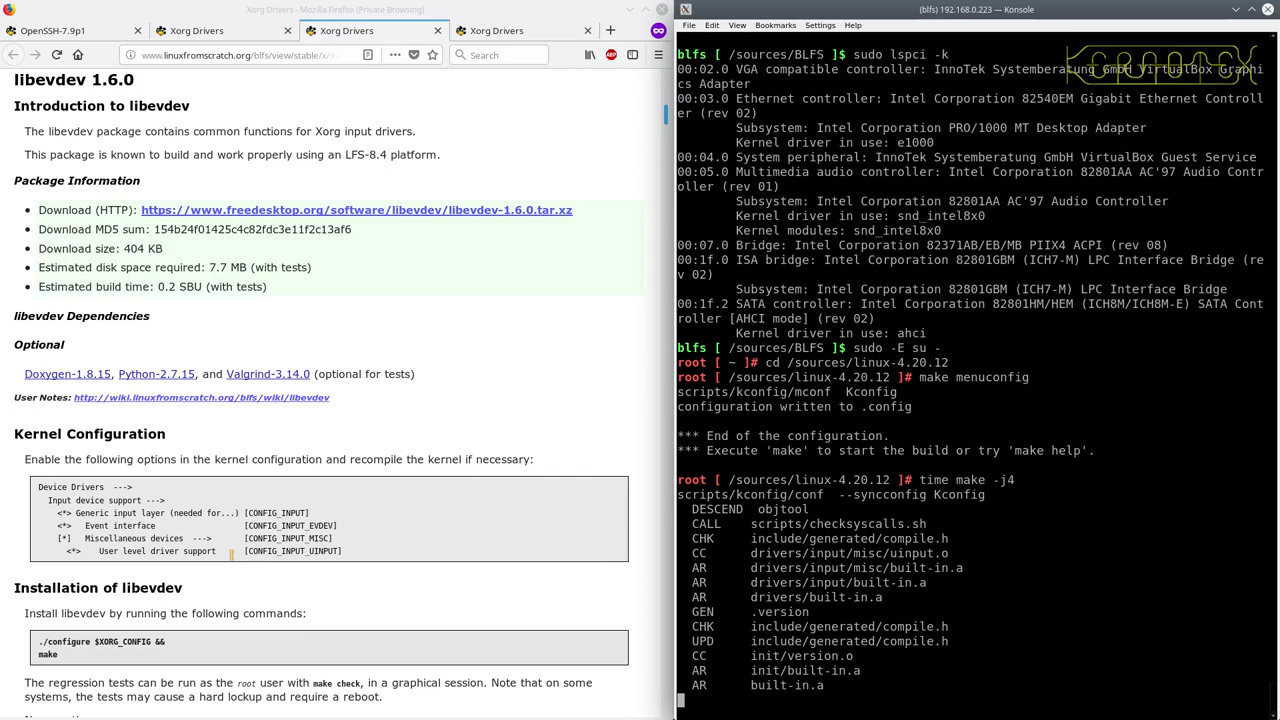 Xorg Drivers - Mozilla Firefox (Private Browsing)
OpenSSH-7.9p1
Xorg Drivers
Xorg Drivers
Xorg Drivers
www.linuxfromscratch.org/blfs/view/stable/x/x
Search
libevdev 1.6.0
Introduction to libevdev
The libevdev package contains common functions for Xorg input drivers.
This package is known to build and work properly using an LFS-8.4 platform.
Package Information
Download (HTTP): https://www.freedesktop.org/software/libevdev/libevdev-1.6.0.tar.xz
Download MD5 sum: 154b24f01425c4c82fdc3e11f2c13af6
Download size: 404 KB
Estimated disk space required: 7.7 MB (with tests)
Estimated build time: 0.2 SBU (with tests)
libevdev Dependencies
Optional
Doxygen-1.8.15, Python-2.7.15, and Valgrind-3.14.0 (optional for tests)
User Notes: http://wiki.linuxfromscratch.org/blfs/wiki/libevdev
Kernel Configuration
Enable the following options in the kernel configuration and recompile the kernel if necessary:
Device Drivers --->
Input device support --->
<*> Generic input layer (needed for...) [CONFIG_INPUT]
<*> Event interface [CONFIG_INPUT_EVDEV]
[*] Miscellaneous devices ---> [CONFIG_INPUT_MISC]
<*> User level driver support [CONFIG_INPUT_UINPUT]
Installation of libevdev
Install libevdev by running the following commands:
./configure $XORG_CONFIG &&
make
The regression tests can be run as the root user with make check, in a graphical session. Note that on some
systems, the tests may cause a hard lockup and require a reboot.
(blfs) 192.168.0.223 — Konsole
File Edit View Bookmarks Settings Help
blfs [ /sources/BLFS ]$ sudo lspci -k
00:02.0 VGA compatible controller: InnoTek Systemberatung GmbH VirtualBox Graphi
cs Adapter
00:03.0 Ethernet controller: Intel Corporation 82540EM Gigabit Ethernet Controll
er (rev 02)
Subsystem: Intel Corporation PRO/1000 MT Desktop Adapter
Kernel driver in use: e1000
00:04.0 System peripheral: InnoTek Systemberatung GmbH VirtualBox Guest Service
00:05.0 Multimedia audio controller: Intel Corporation 82801AA AC'97 Audio Contr
oller (rev 01)
Subsystem: Intel Corporation 82801AA AC'97 Audio Controller
Kernel driver in use: snd_intel8x0
Kernel modules: snd_intel8x0
00:07.0 Bridge: Intel Corporation 82371AB/EB/MB PIIX4 ACPI (rev 08)
00:1f.0 ISA bridge: Intel Corporation 82801GBM (ICH7-M) LPC Interface Bridge (re
v 02)
Subsystem: Intel Corporation 82801GBM (ICH7-M) LPC Interface Bridge
00:1f.2 SATA controller: Intel Corporation 82801HM/HEM (ICH8M/ICH8M-E) SATA Cont
roller [AHCI mode] (rev 02)
Kernel driver in use: ahci
blfs [ /sources/BLFS ]$ sudo -E su -
root [ ~ ]# cd /sources/linux-4.20.12
root [ /sources/linux-4.20.12 ]# make menuconfig
scripts/kconfig/mconf Kconfig
configuration written to .config
*** End of the configuration.
*** Execute 'make' to start the build or try 'make help'.
root [ /sources/linux-4.20.12 ]# time make -j4
scripts/kconfig/conf --syncconfig Kconfig
DESCEND objtool
CALL scripts/checksyscalls.sh
CHK include/generated/compile.h
CC drivers/input/misc/uinput.o
AR drivers/input/misc/built-in.a
AR drivers/input/built-in.a
AR drivers/built-in.a
GEN .version
CHK include/generated/compile.h
UPD include/generated/compile.h
CC init/version.o
AR init/built-in.a
AR built-in.a